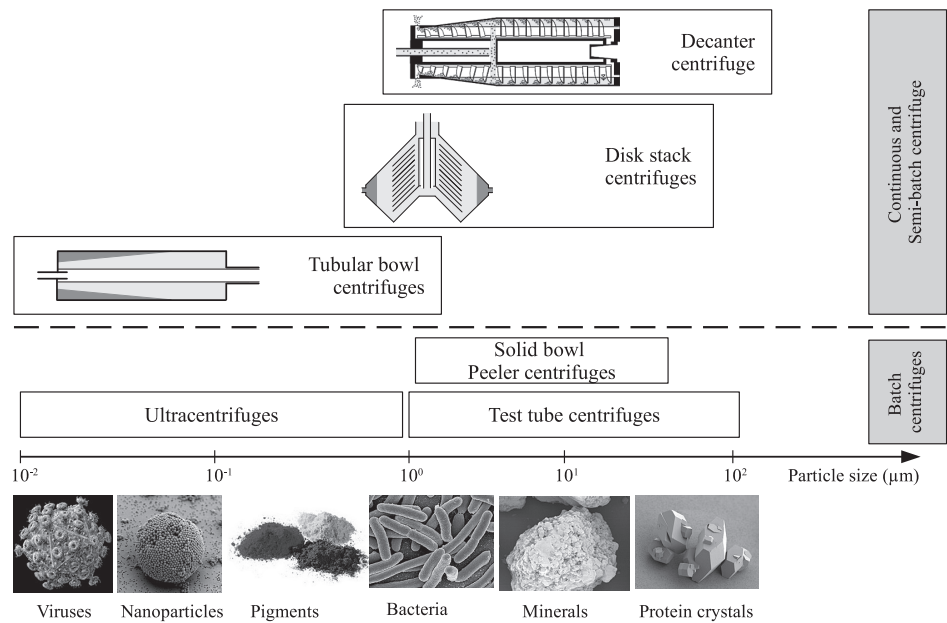 Decanter
centrifuge
Continuous and
Semi-batch centrifuge
Disk stack
centrifuges
Tubular bowl
centrifuges
Solid bowl
Peeler centrifuges
Batch
centrifuges
Ultracentrifuges
Test tube centrifuges
10⁻² 10⁻¹ 10⁰ 10¹ 10² Particle size (µm)
Viruses Nanoparticles Pigments Bacteria Minerals Protein crystals